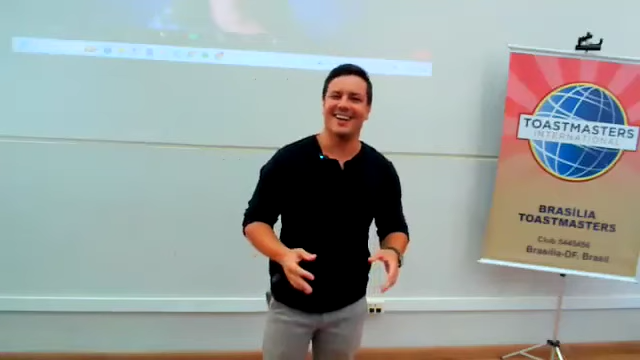 TOASTMASTERS
INTERNATIONAL
BRASÍLIA
TOASTMASTERS
Club 5445456
Brasília-DF, Brasil